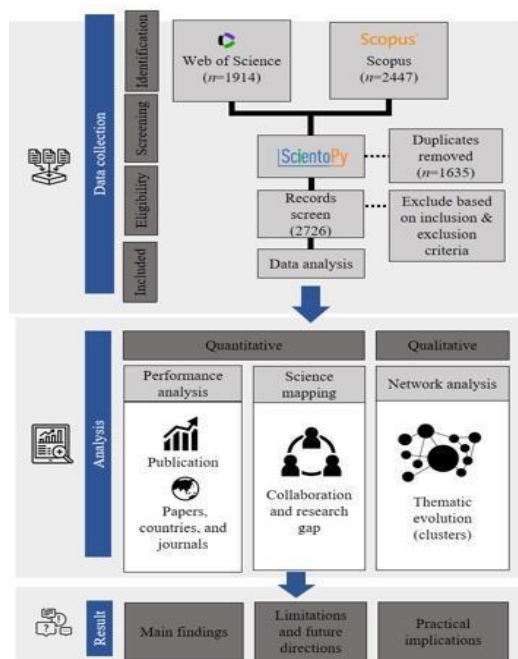 Data collection
Identification
Screening
Eligibility
Included
Web of Science
(n=1914)
Scopus
Scopus
(n=2447)
ScientoPy
Duplicates
removed
(n=1635)
Records
screen
(2726)
Exclude based
on inclusion &
exclusion
criteria
Data analysis
Analysis
Quantitative
Qualitative
Performance
analysis
Publication
Papers,
countries, and
journals
Science
mapping
Collaboration
and research
gap
Network analysis
Thematic
evolution
(clusters)
Result
Main findings
Limitations
and future
directions
Practical
implications